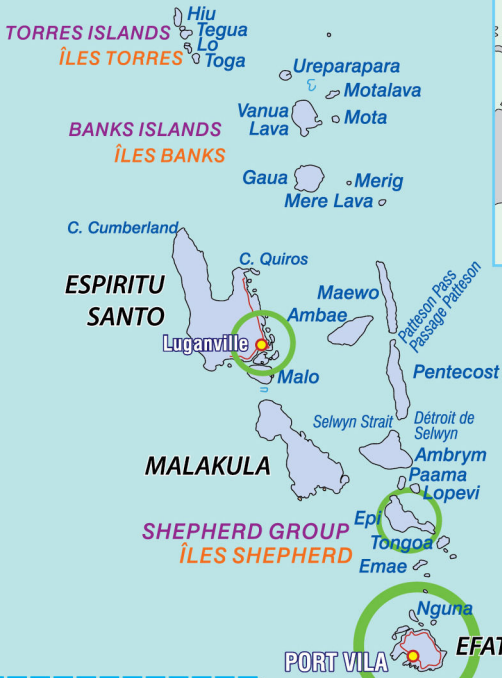 Hiu
TORRES ISLANDS
Tegua
Lo
ÎLES TORRES
Toga
Ureparapara
Motalava
Vanua
Lava
Mota
BANKS ISLANDS
ÎLES BANKS
Gaua
Merig
Mere Lava
C. Cumberland
C. Quiros
ESPIRITU
SANTO
Maewo
Patteson Pass
Passage Patteson
Ambae
Luganville
Pentecost
Malo
Selwyn Strait
Détroit de
Selwyn
Ambrym
MALAKULA
Paama
Lopevi
Epi
SHEPHERD GROUP
ÎLES SHEPHERD
Tongoa
Emae
Nguna
EFAT
PORT VILA